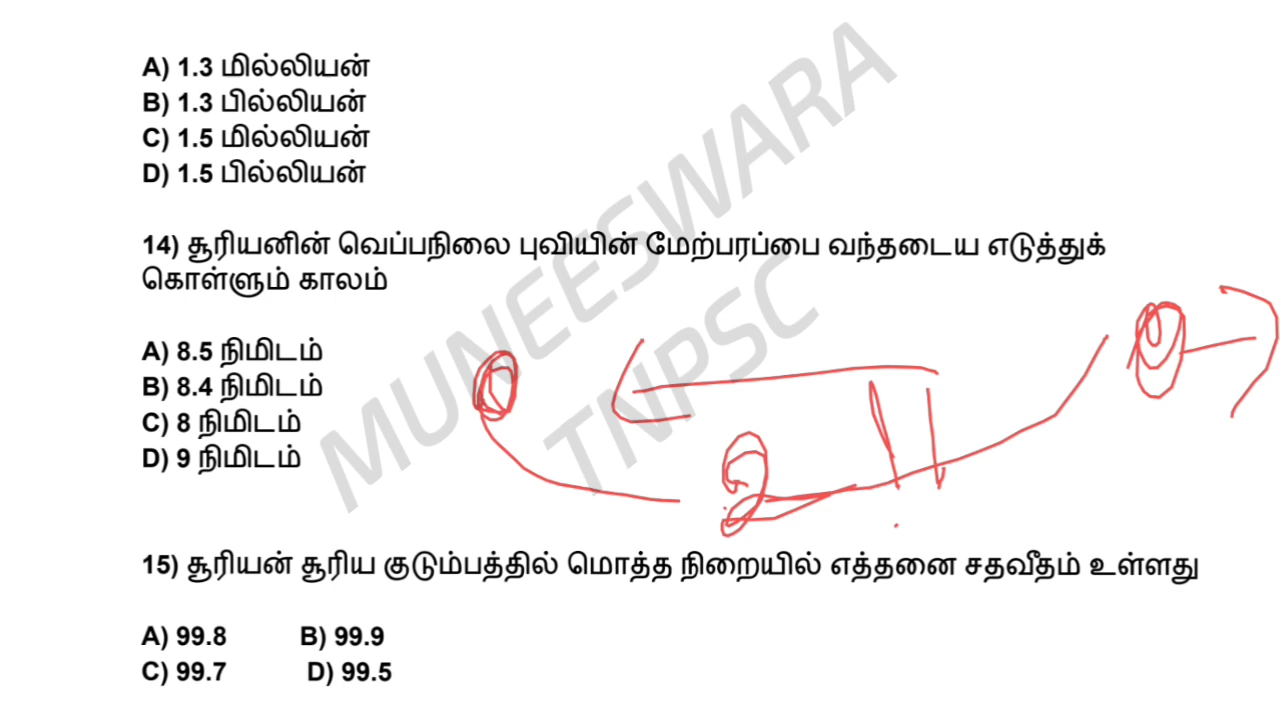 A) 1.3 மில்லியன்
B) 1.3 பில்லியன்
C) 1.5 மில்லியன்
D) 1.5 பில்லியன்
14) சூரியனின் வெப்பநிலை புவியின் மேற்பரப்பை வந்தடைய எடுத்துக்
கொள்ளும் காலம்
A) 8.5 நிமிடம்
B) 8.4 நிமிடம்
C) 8 நிமிடம்
D) 9 நிமிடம்
MUNEESWARA
TNPSC
15) சூரியன் சூரிய குடும்பத்தில் மொத்த நிறையில் எத்தனை சதவீதம் உள்ளது
A) 99.8 B) 99.9
C) 99.7 D) 99.5